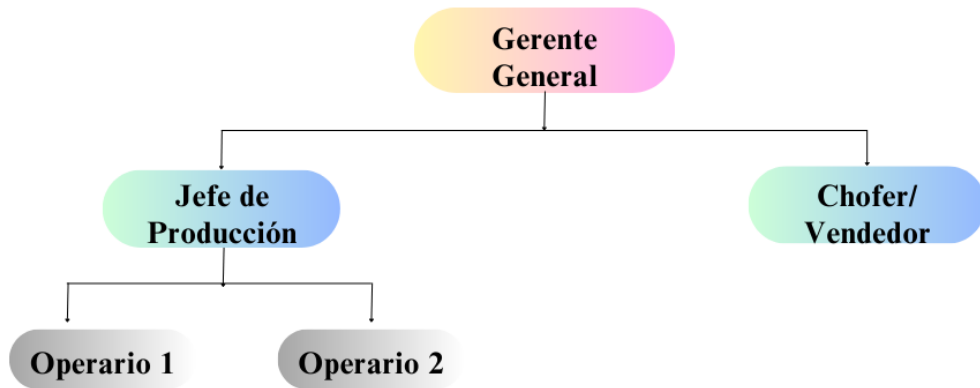 Gerente
General
Jefe de
Producción
Chofer/
Vendedor
Operario 1
Operario 2